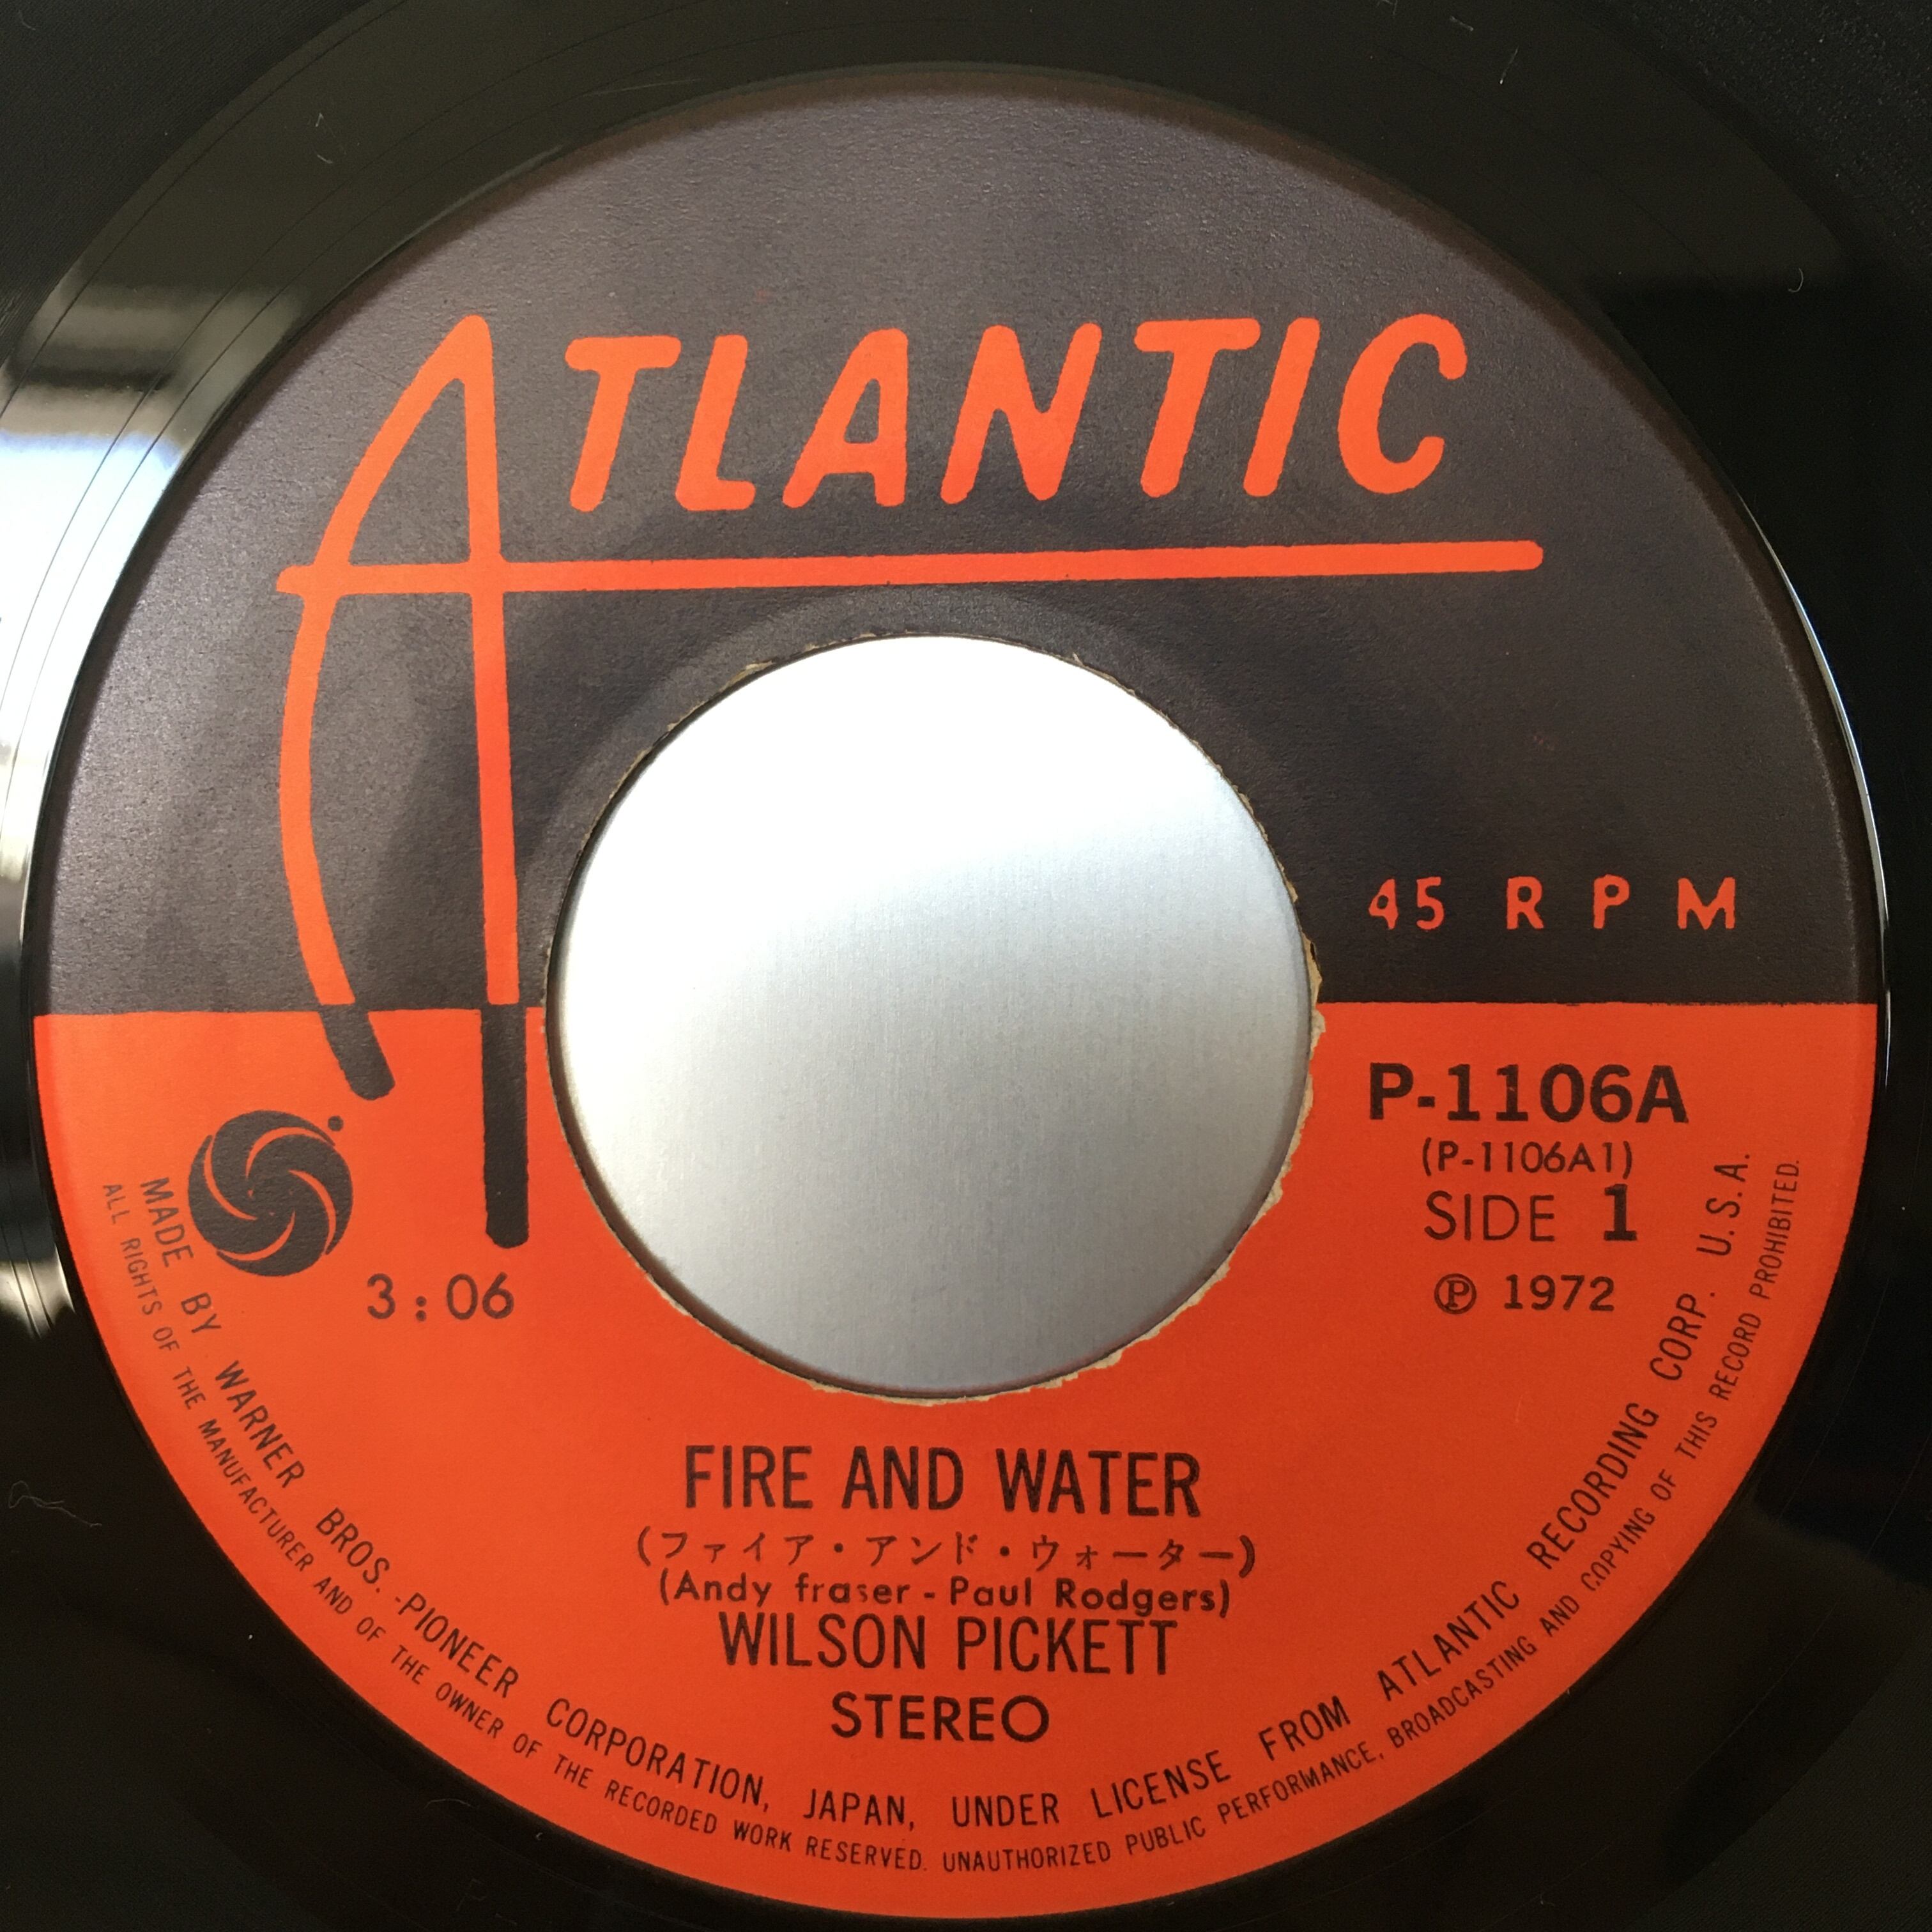 ATLANTIC
45 RPM
P-1106A
(P-1106A1)
SIDE 1
℗ 1972
3:06
FIRE AND WATER
(ファイア・アンド・ウォーター)
(Andy fraser - Paul Rodgers)
WILSON PICKETT
STEREO
MADE BY WARNER BROS.-PIONEER CORPORATION, JAPAN, UNDER LICENSE FROM ATLANTIC RECORDING CORP. U.S.A.
ALL RIGHTS OF THE MANUFACTURER AND OF THE OWNER OF THE RECORDED WORK RESERVED. UNAUTHORIZED PUBLIC PERFORMANCE, BROADCASTING AND COPYING OF THIS RECORD PROHIBITED.